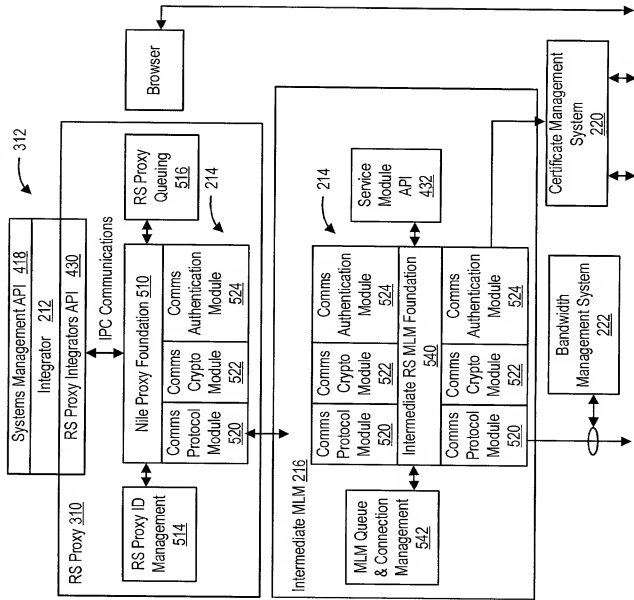 312
Systems Management API 418
Integrator 212
RS Proxy Integrators API 430
RS Proxy 310
IPC Communications
Browser
RS Proxy ID
Management
514
Nile Proxy Foundation 510
Comms
Protocol
Module
520
Comms
Crypto
Module
522
Comms
Authentication
Module
524
RS Proxy
Queuing
516
214
Intermediate MLM 216
MLM Queue
& Connection
Management
542
Comms
Protocol
Module
520
Comms
Crypto
Module
522
Comms
Authentication
Module
524
Intermediate RS MLM Foundation
540
Comms
Protocol
Module
520
Comms
Crypto
Module
522
Comms
Authentication
Module
524
214
Service
Module
API
432
Bandwidth
Management System
222
Certificate Management
System
220